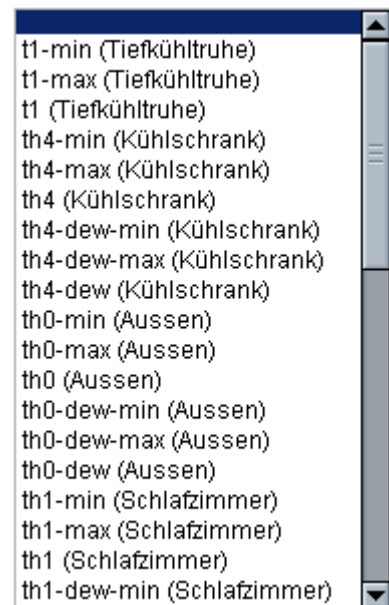 t1-min (Tiefkühltruhe)
t1-max (Tiefkühltruhe)
t1 (Tiefkühltruhe)
th4-min (Kühlschrank)
th4-max (Kühlschrank)
th4 (Kühlschrank)
th4-dew-min (Kühlschrank)
th4-dew-max (Kühlschrank)
th4-dew (Kühlschrank)
th0-min (Aussen)
th0-max (Aussen)
th0 (Aussen)
th0-dew-min (Aussen)
th0-dew-max (Aussen)
th0-dew (Aussen)
th1-min (Schlafzimmer)
th1-max (Schlafzimmer)
th1 (Schlafzimmer)
th1-dew-min (Schlafzimmer)